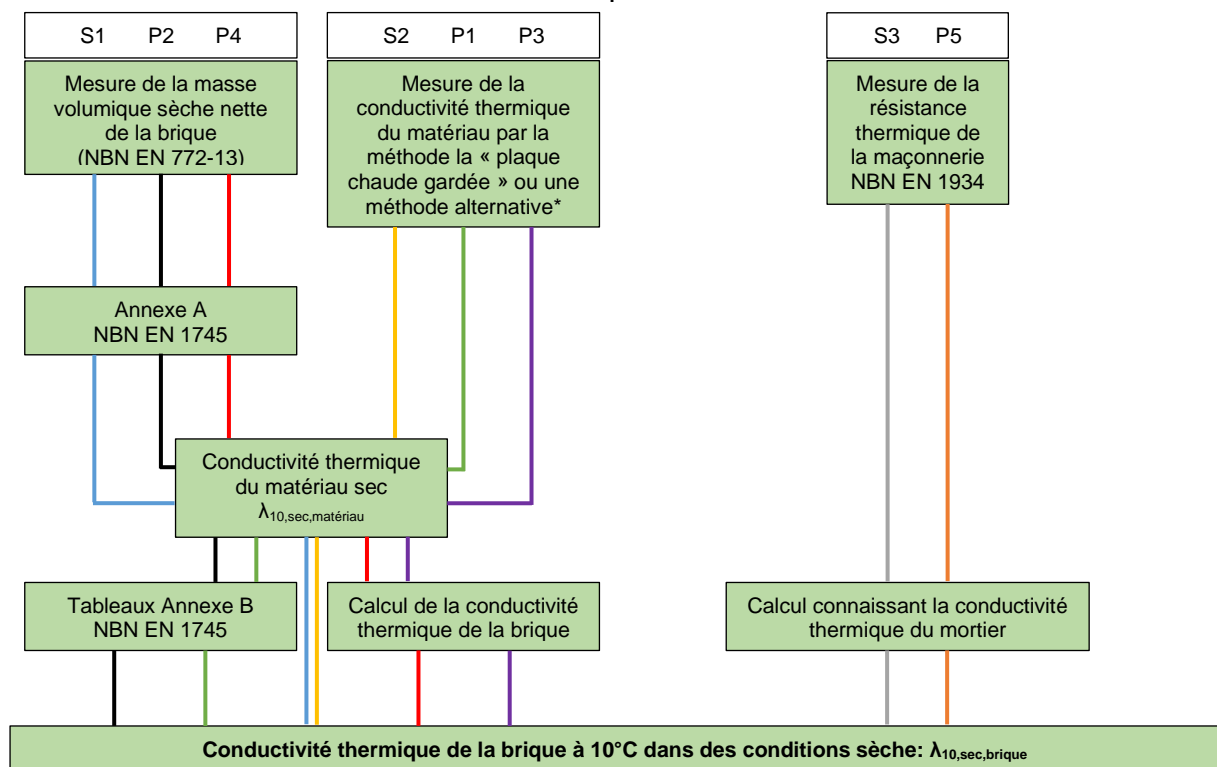 S1 P2 P4
S2 P1 P3
S3 P5
Mesure de la masse
volumique sèche nette
de la brique
(NBN EN 772-13)
Mesure de la
conductivité thermique
du matériau par la
méthode la « plaque
chaude gardée » ou une
méthode alternative*
Mesure de la
résistance
thermique de
la maçonnerie
NBN EN 1934
Annexe A
NBN EN 1745
Conductivité thermique
du matériau sec
λ10,sec,matériau
Tableaux Annexe B
NBN EN 1745
Calcul de la conductivité
thermique de la brique
Calcul connaissant la conductivité
thermique du mortier
Conductivité thermique de la brique à 10°C dans des conditions sèche: λ10,sec,brique